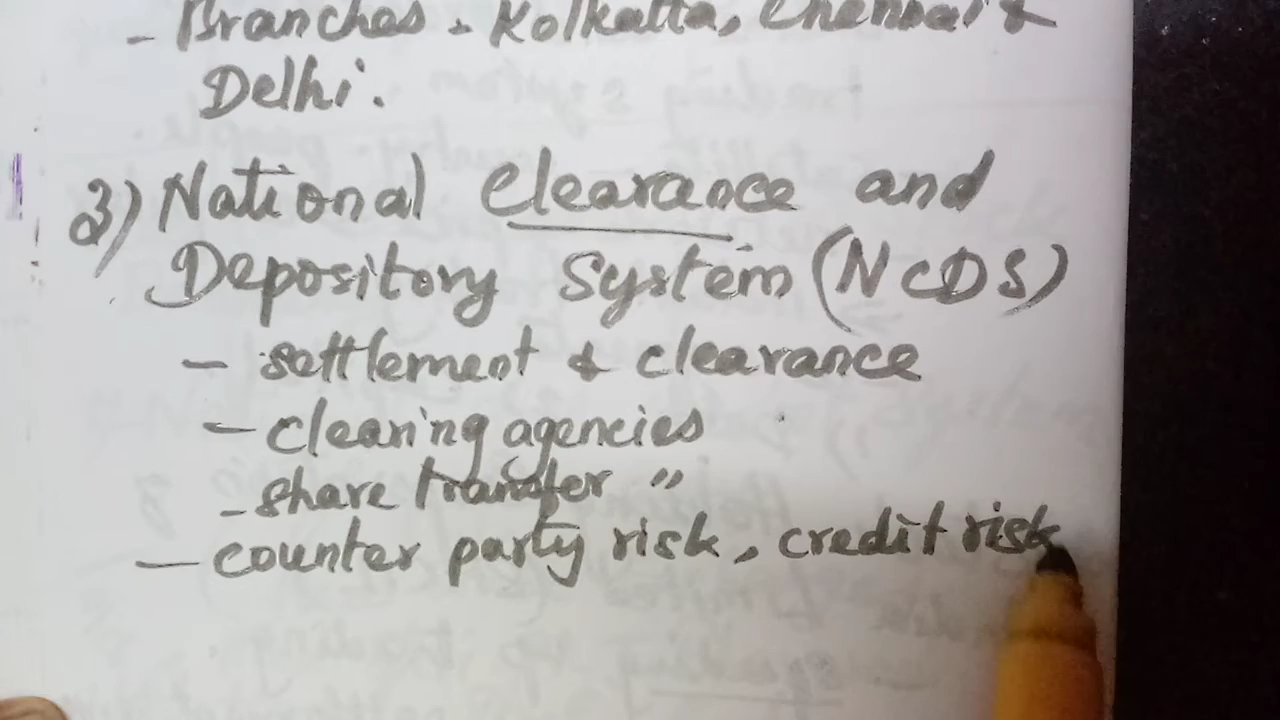 - Branches - Kolkatta, Chennai &
Delhi.
3) National Clearance and
Depository System (NCDS)
- settlement & clearance
- clearing agencies
- share transfer "
- counter party risk, credit risk